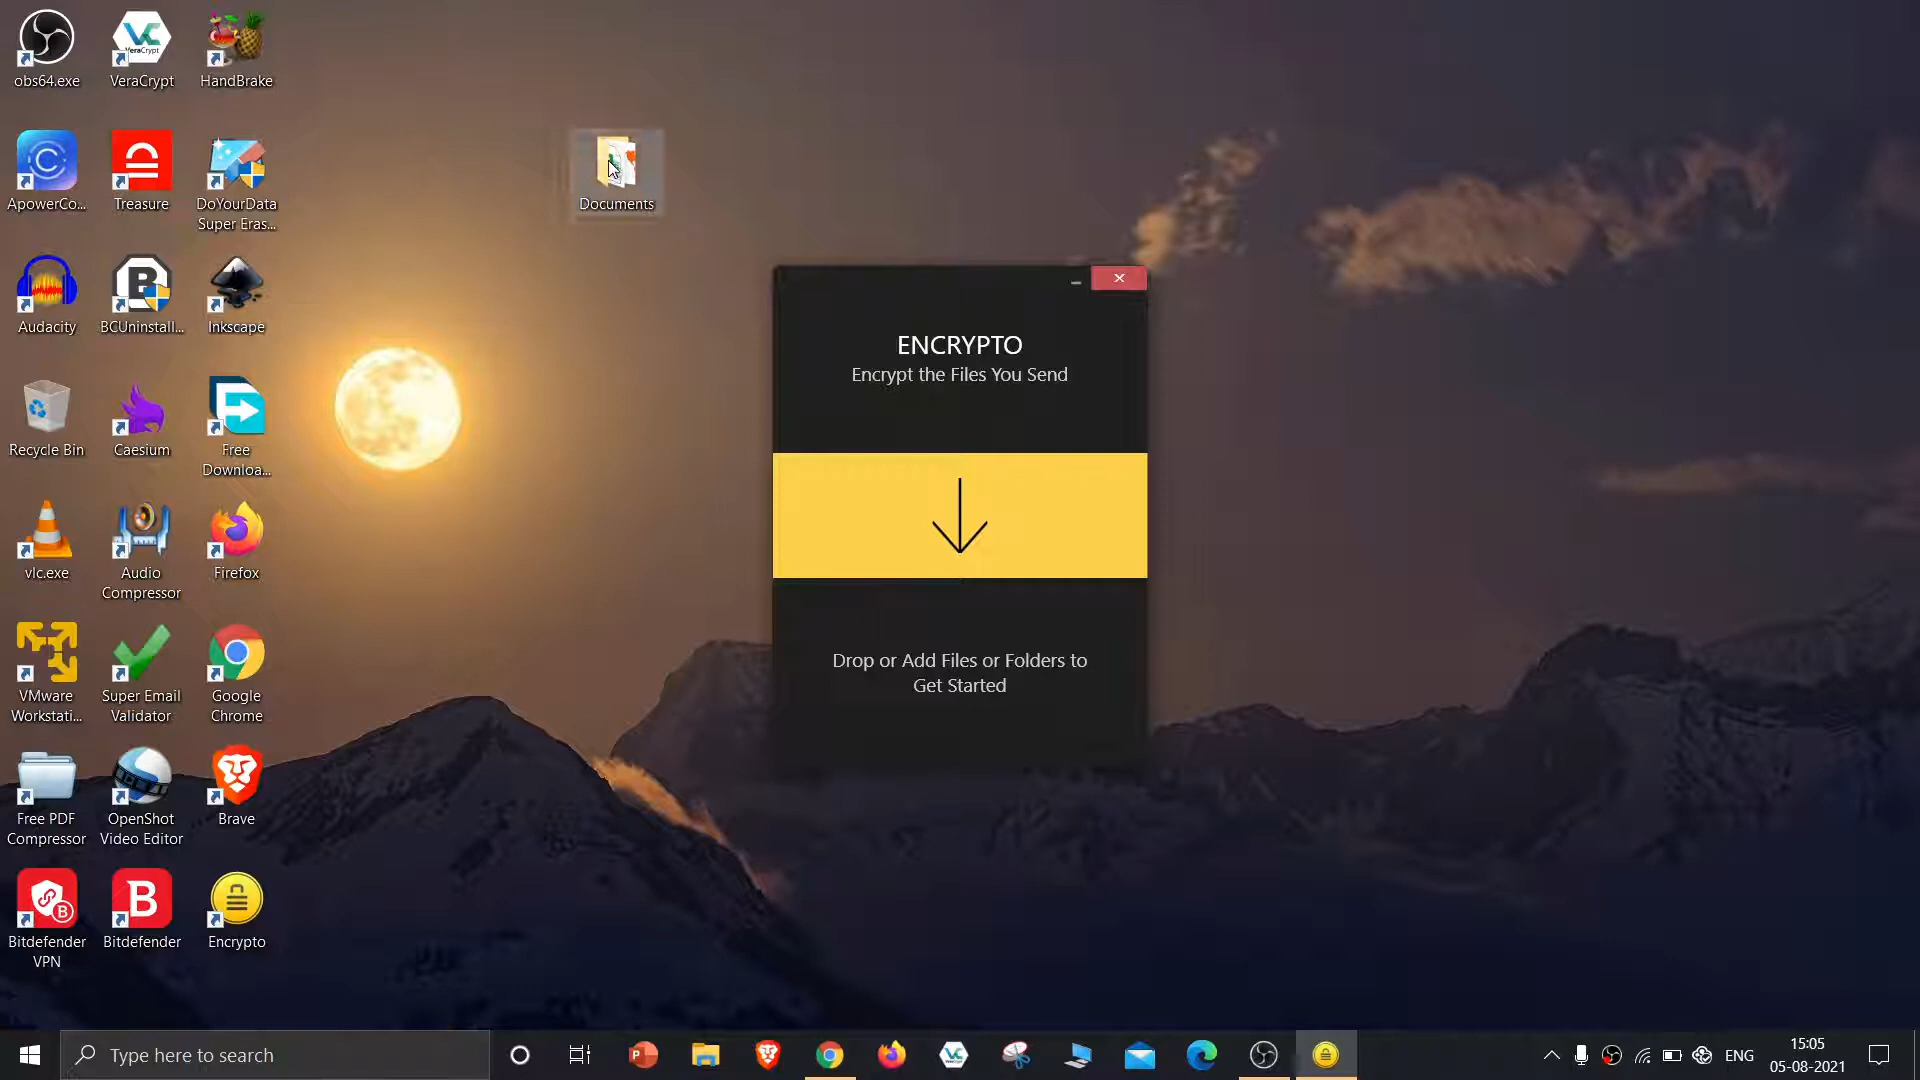 obs64.exe
VeraCrypt
VeraCrypt
HandBrake
ApowerCo...
Treasure
DoYourData
Super Eras...
Documents
Audacity
BCUninstall...
Inkscape
ENCRYPTO
Encrypt the Files You Send
Recycle Bin
Caesium
Free
Downloa...
vlc.exe
Audio
Compressor
Firefox
Drop or Add Files or Folders to
Get Started
VMware
Workstati...
Super Email
Validator
Google
Chrome
Free PDF
Compressor
OpenShot
Video Editor
Brave
Bitdefender
VPN
Bitdefender
Encrypto
Type here to search
ENG
15:05
05-08-2021